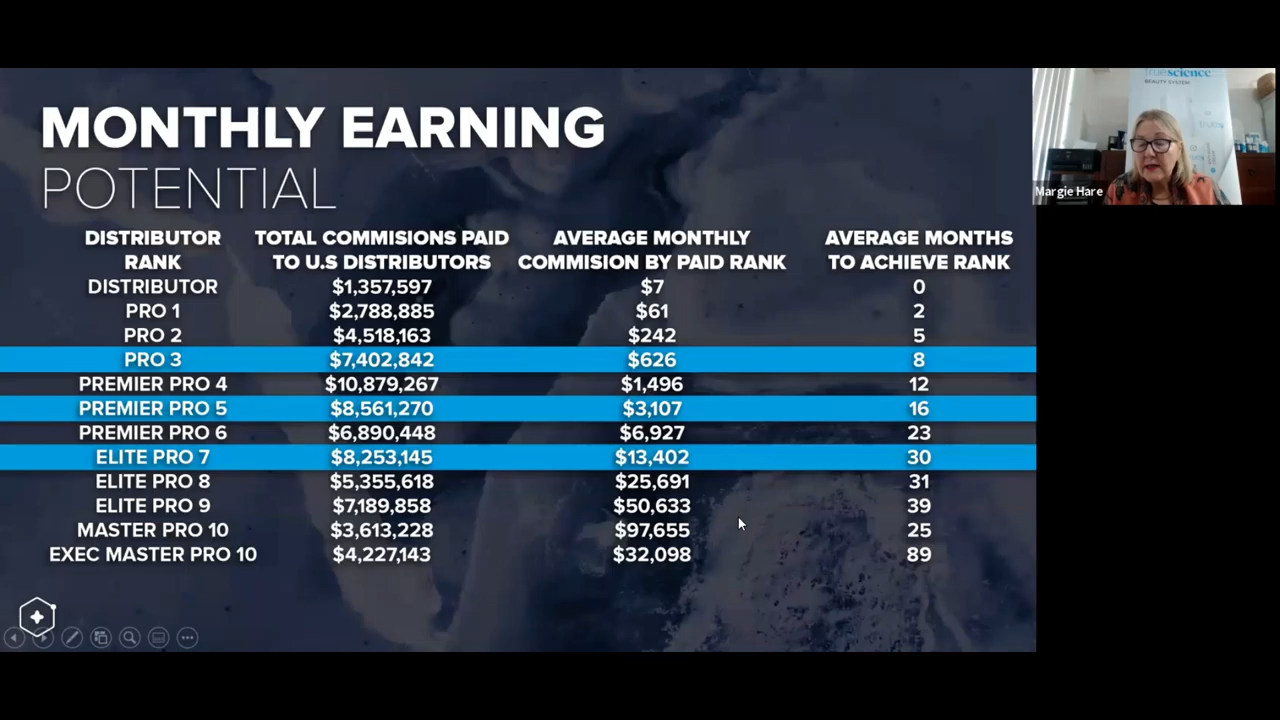 MONTHLY EARNING
POTENTIAL
DISTRIBUTOR RANK TOTAL COMMISIONS PAID TO U.S DISTRIBUTORS AVERAGE MONTHLY COMMISION BY PAID RANK AVERAGE MONTHS TO ACHIEVE RANK
DISTRIBUTOR $1,357,597 $7 0
PRO 1 $2,788,885 $61 2
PRO 2 $4,518,163 $242 5
PRO 3 $7,402,842 $626 8
PREMIER PRO 4 $10,879,267 $1,496 12
PREMIER PRO 5 $8,561,270 $3,107 16
PREMIER PRO 6 $6,890,448 $6,927 23
ELITE PRO 7 $8,253,145 $13,402 30
ELITE PRO 8 $5,355,618 $25,691 31
ELITE PRO 9 $7,189,858 $50,633 39
MASTER PRO 10 $3,613,228 $97,655 25
EXEC MASTER PRO 10 $4,227,143 $32,098 89
truescience
BEAUTY SYSTEM
Margie Hare